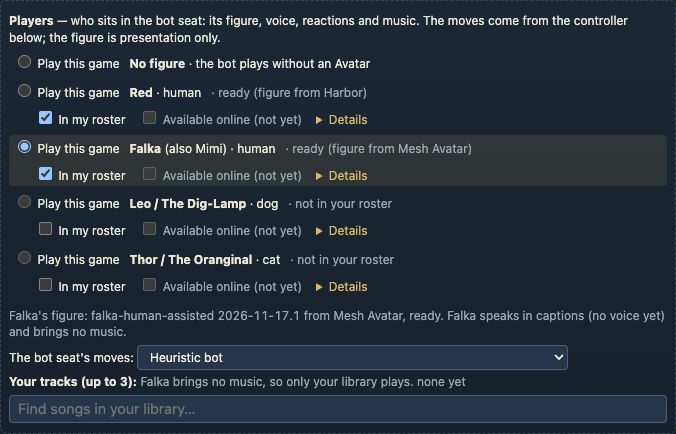 Players — who sits in the bot seat: its figure, voice, reactions and music. The moves come from the controller
below; the figure is presentation only.
Play this game No figure · the bot plays without an Avatar
Play this game Red · human · ready (figure from Harbor)
In my roster Available online (not yet) ▸ Details
Play this game Falka (also Mimi) · human · ready (figure from Mesh Avatar)
In my roster Available online (not yet) ▸ Details
Play this game Leo / The Dig-Lamp · dog · not in your roster
In my roster Available online (not yet) ▸ Details
Play this game Thor / The Oranginal · cat · not in your roster
In my roster Available online (not yet) ▸ Details
Falka's figure: falka-human-assisted 2026-11-17.1 from Mesh Avatar, ready. Falka speaks in captions (no voice yet)
and brings no music.
The bot seat's moves: Heuristic bot
Your tracks (up to 3): Falka brings no music, so only your library plays. none yet
Find songs in your library...